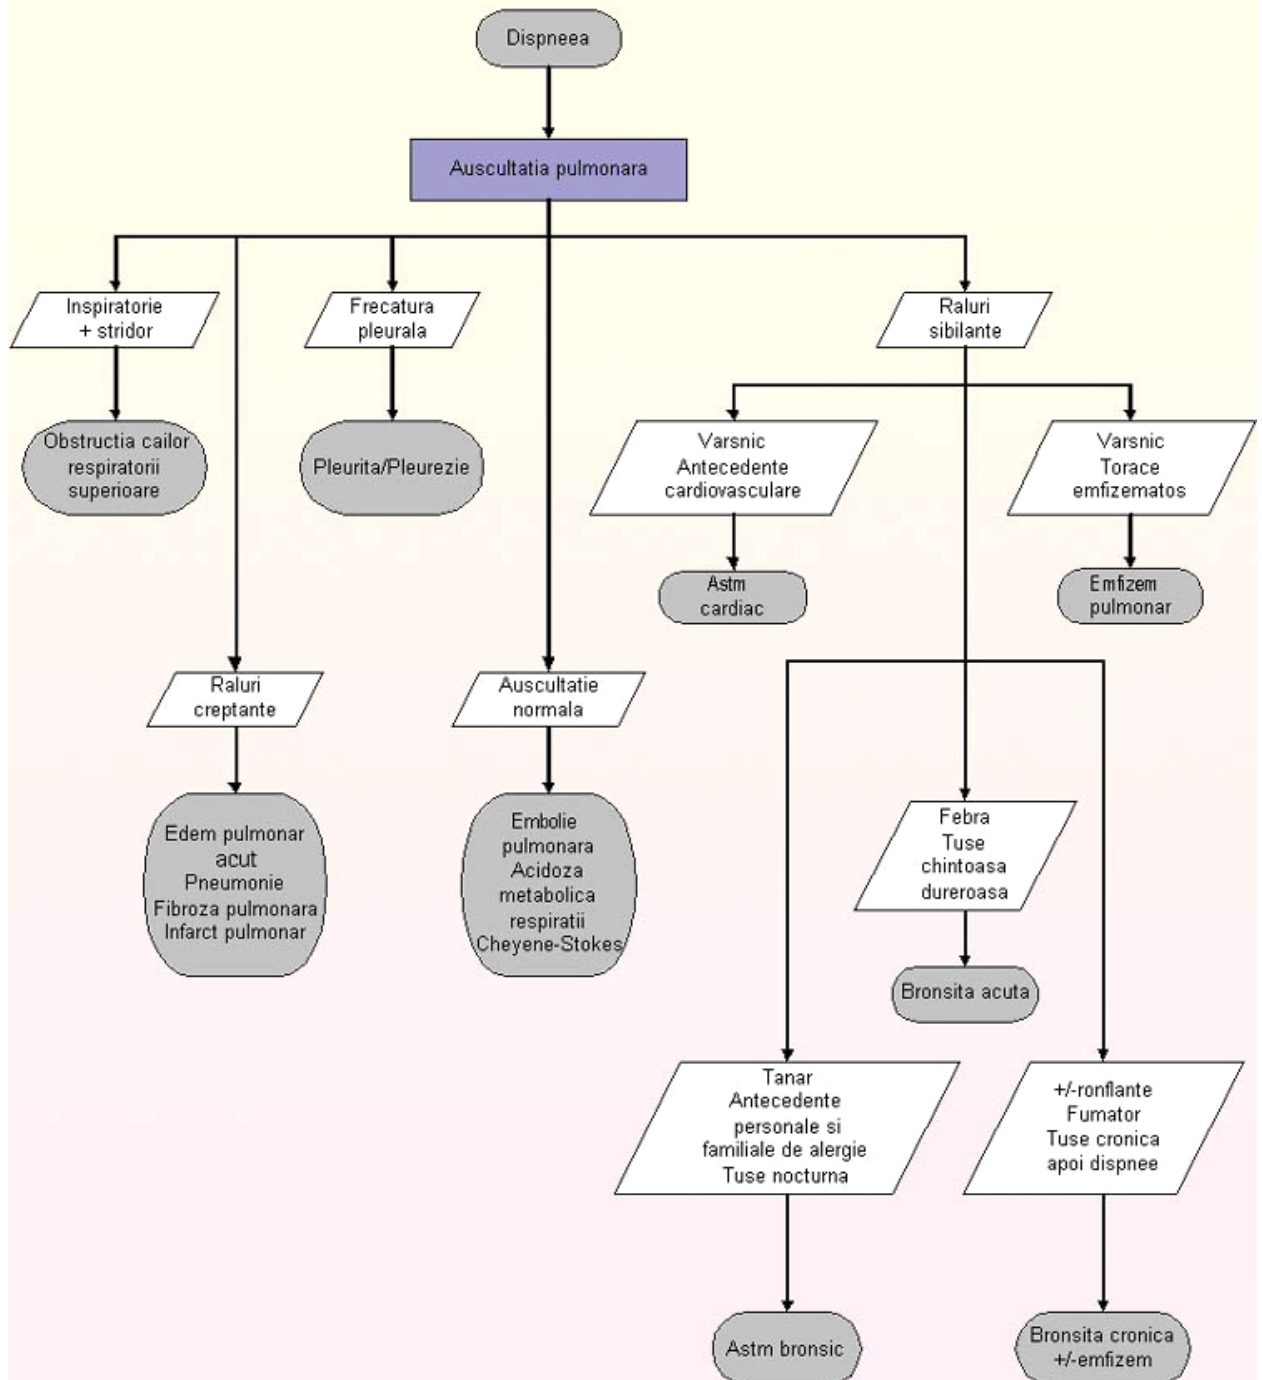 Dispneea
Auscultatia pulmonara
Inspiratorie
+ stridor
Frecatura
pleurala
Raluri
sibilante
Obstructia cailor
respiratorii
superioare
Pleurita/Pleurezie
Varsnic
Antecedente
cardiovasculare
Varsnic
Torace
emfizematos
Astm
cardiac
Emfizem
pulmonar
Raluri
creptante
Auscultatie
normala
Edem pulmonar
acut
Pneumonie
Fibroza pulmonara
Infarct pulmonar
Embolie
pulmonara
Acidoza
metabolica
respiratii
Cheyene-Stokes
Febra
Tuse
chintoasa
dureroasa
Bronsita acuta
Tanar
Antecedente
personale si
familiale de alergie
Tuse nocturna
+/-ronflante
Fumator
Tuse cronica
apoi dispnee
Astm bronsic
Bronsita cronica
+/-emfizem